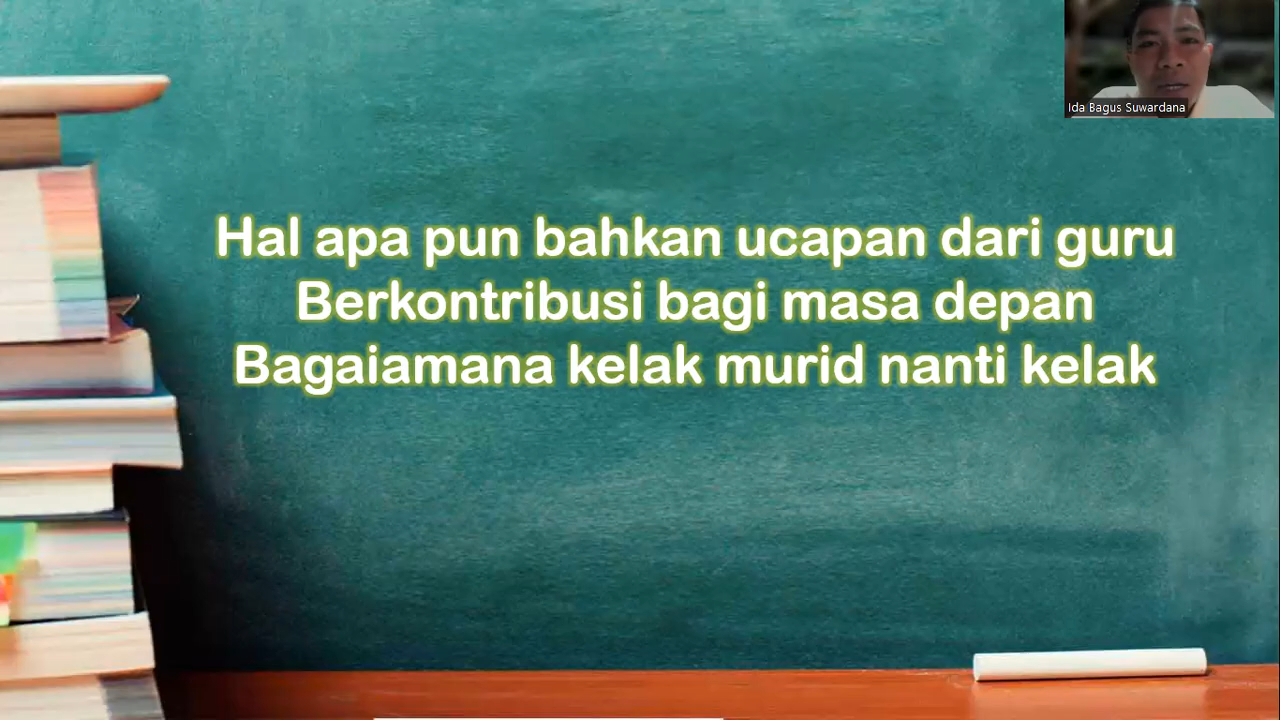 Ida Bagus Suwardana
Hal apa pun bahkan ucapan dari guru
Berkontribusi bagi masa depan
Bagaiamana kelak murid nanti kelak